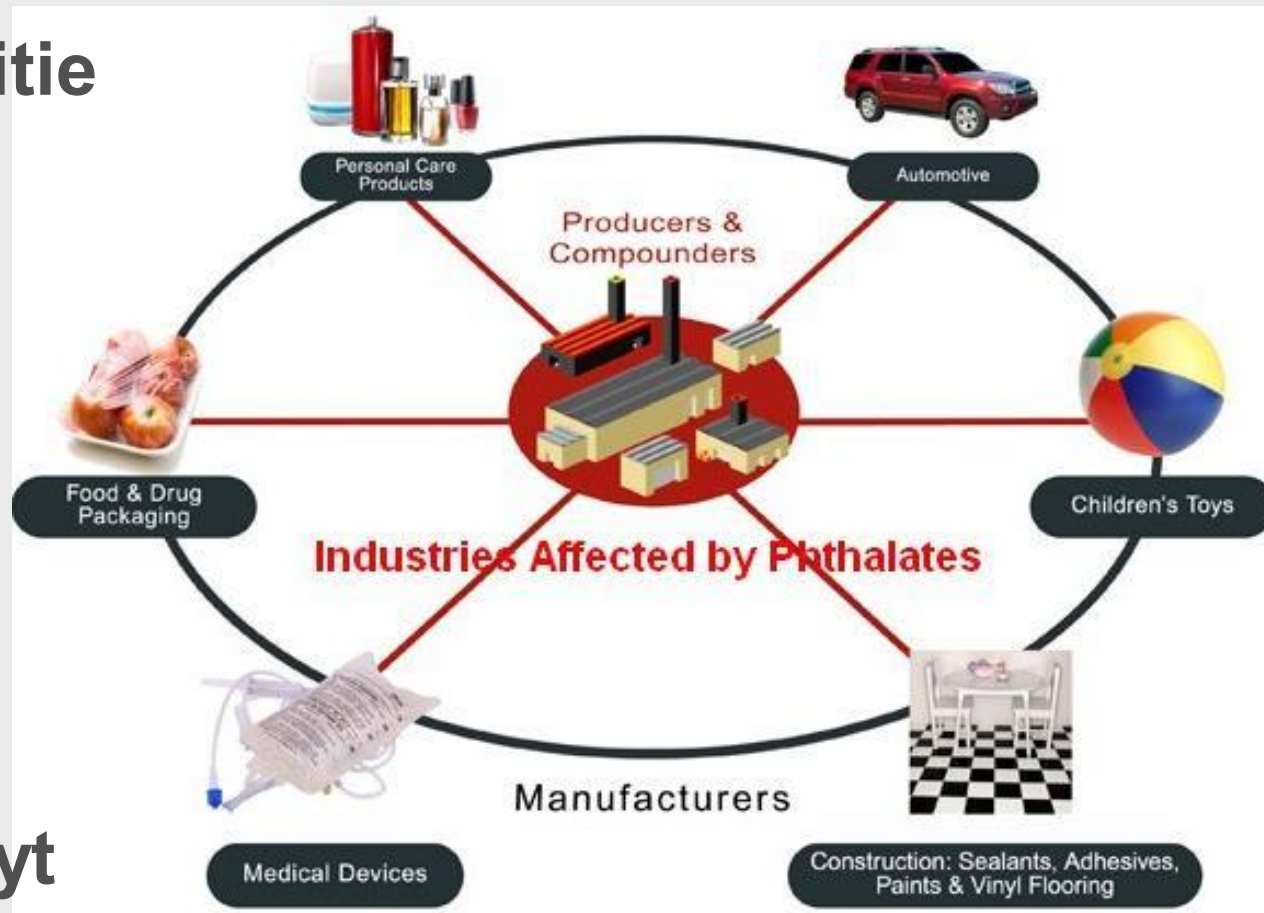 itie
Personal Care
Products
Automotive
Producers &
Compounders
Food & Drug
Packaging
Children's Toys
Industries Affected by Phthalates
Manufacturers
yt
Medical Devices
Construction: Sealants, Adhesives,
Paints & Vinyl Flooring